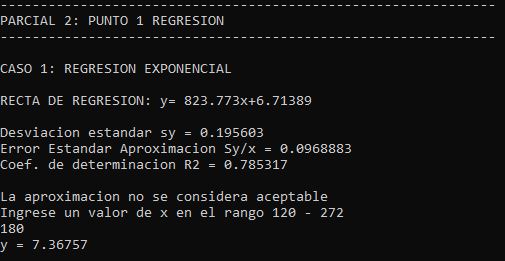 --------------------------------------------------------------
PARCIAL 2: PUNTO 1 REGRESION
--------------------------------------------------------------
CASO 1: REGRESION EXPONENCIAL
RECTA DE REGRESION: y= 823.773x+6.71389
Desviacion estandar sy = 0.195603
Error Estandar Aproximacion Sy/x = 0.0968883
Coef. de determinacion R2 = 0.785317
La aproximacion no se considera aceptable
Ingrese un valor de x en el rango 120 - 272
180
y = 7.36757